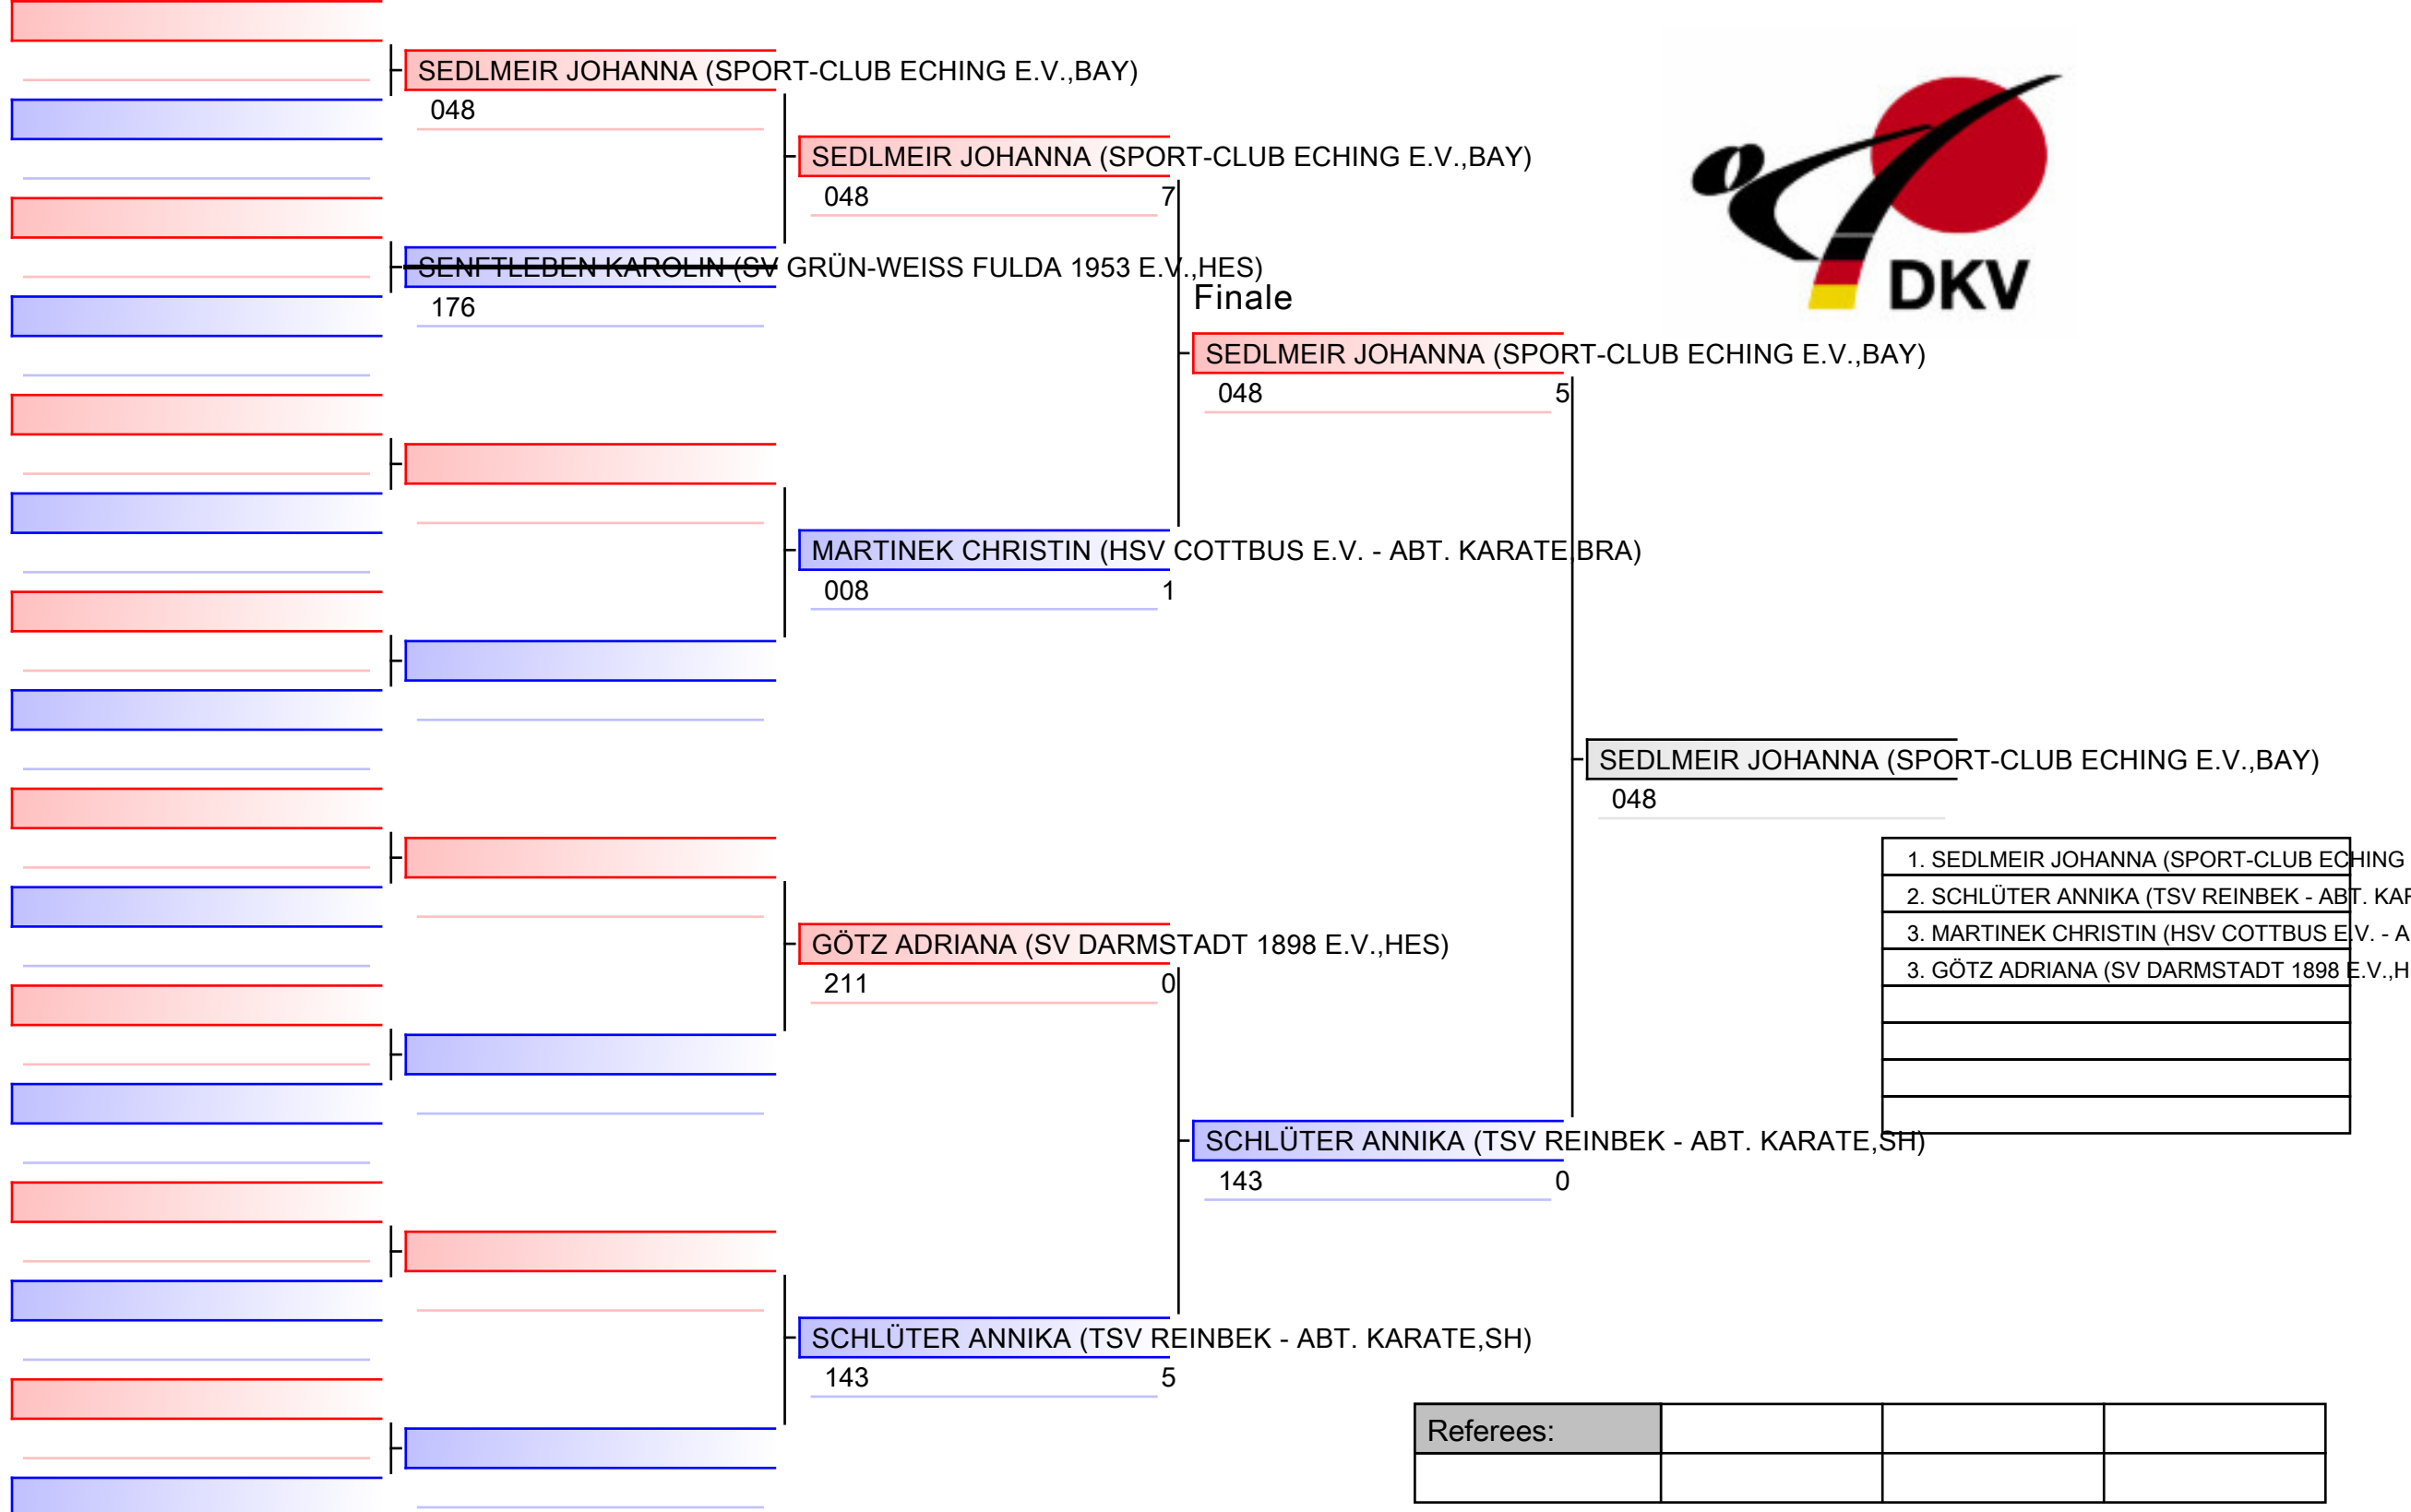 SEDLMEIR JOHANNA (SPORT-CLUB ECHING E.V.,BAY)
048
SEDLMEIR JOHANNA (SPORT-CLUB ECHING E.V.,BAY)
048 7
SENFTLEBEN KAROLIN (SV GRÜN-WEISS FULDA 1953 E.V.,HES)
176
DKV
Finale
SEDLMEIR JOHANNA (SPORT-CLUB ECHING E.V.,BAY)
048 5
MARTINEK CHRISTIN (HSV COTTBUS E.V. - ABT. KARATE,BRA)
008 1
SEDLMEIR JOHANNA (SPORT-CLUB ECHING E.V.,BAY)
048
1. SEDLMEIR JOHANNA (SPORT-CLUB ECHING
2. SCHLÜTER ANNIKA (TSV REINBEK - ABT. KAR
3. MARTINEK CHRISTIN (HSV COTTBUS E.V. - A
3. GÖTZ ADRIANA (SV DARMSTADT 1898 E.V.,H
GÖTZ ADRIANA (SV DARMSTADT 1898 E.V.,HES)
211 0
SCHLÜTER ANNIKA (TSV REINBEK - ABT. KARATE,SH)
143 0
SCHLÜTER ANNIKA (TSV REINBEK - ABT. KARATE,SH)
143 5
Referees: